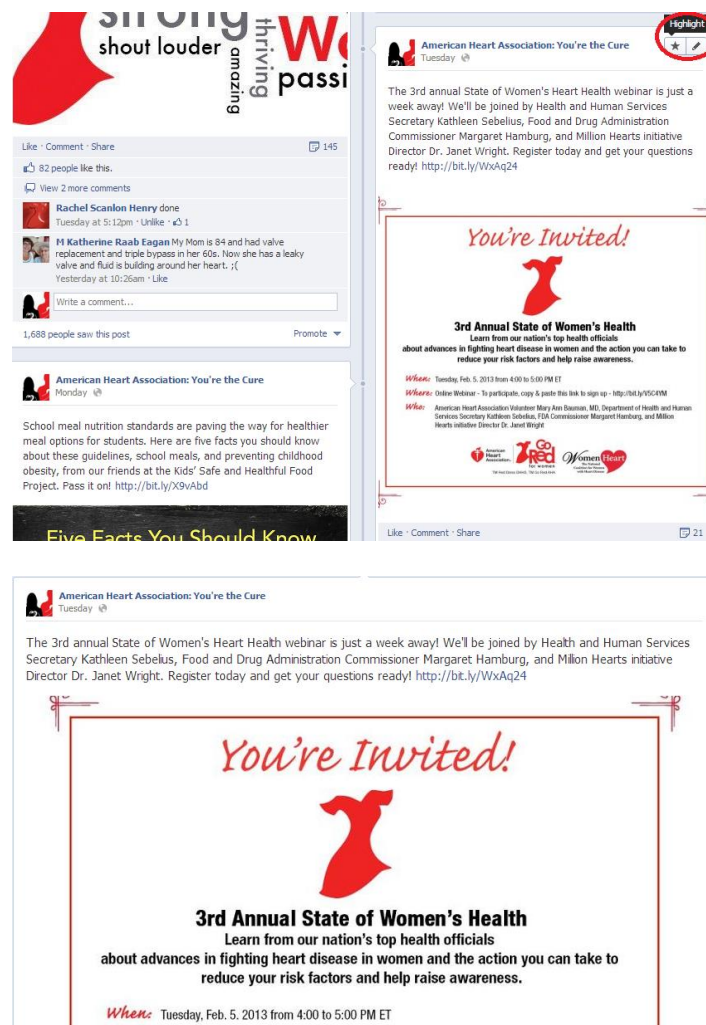 strong
shout louder
amazing
thriving
We
passi
Like · Comment · Share 145
82 people like this.
View 2 more comments
Rachel Scanlon Henry done
Tuesday at 5:12pm · Unlike · 1
M Katherine Raab Eagan My Mom is 84 and had valve
replacement and triple bypass in her 60s. Now she has a leaky
valve and fluid is building around her heart. ;(
Yesterday at 10:26am · Like
Write a comment...
1,688 people saw this post Promote
American Heart Association: You're the Cure
Monday
School meal nutrition standards are paving the way for healthier
meal options for students. Here are five facts you should know
about these guidelines, school meals, and preventing childhood
obesity, from our friends at the Kids' Safe and Healthful Food
Project. Pass it on! http://bit.ly/X9vAbd
Five Facts You Should Know
Highlight
American Heart Association: You're the Cure
Tuesday
The 3rd annual State of Women's Heart Health webinar is just a
week away! We'll be joined by Health and Human Services
Secretary Kathleen Sebelius, Food and Drug Administration
Commissioner Margaret Hamburg, and Million Hearts initiative
Director Dr. Janet Wright. Register today and get your questions
ready! http://bit.ly/WxAq24
You're Invited!
3rd Annual State of Women's Health
Learn from our nation's top health officials
about advances in fighting heart disease in women and the action you can take to
reduce your risk factors and help raise awareness.
When: Tuesday, Feb. 5. 2013 from 4:00 to 5:00 PM ET
Where: Online Webinar - To participate, copy & paste this link to sign up - http://bit.ly/V5C4YM
Who: American Heart Association Volunteer Mary Ann Bauman, MD, Department of Health and Human
Services Secretary Kathleen Sebelius, FDA Commissioner Margaret Hamburg, and Million
Hearts initiative Director Dr. Janet Wright
American
Heart
Association
Go
Red
for women
WomenHeart
Like · Comment · Share 21
American Heart Association: You're the Cure
Tuesday
The 3rd annual State of Women's Heart Health webinar is just a week away! We'll be joined by Health and Human Services
Secretary Kathleen Sebelius, Food and Drug Administration Commissioner Margaret Hamburg, and Million Hearts initiative
Director Dr. Janet Wright. Register today and get your questions ready! http://bit.ly/WxAq24
You're Invited!
3rd Annual State of Women's Health
Learn from our nation's top health officials
about advances in fighting heart disease in women and the action you can take to
reduce your risk factors and help raise awareness.
When: Tuesday, Feb. 5. 2013 from 4:00 to 5:00 PM ET